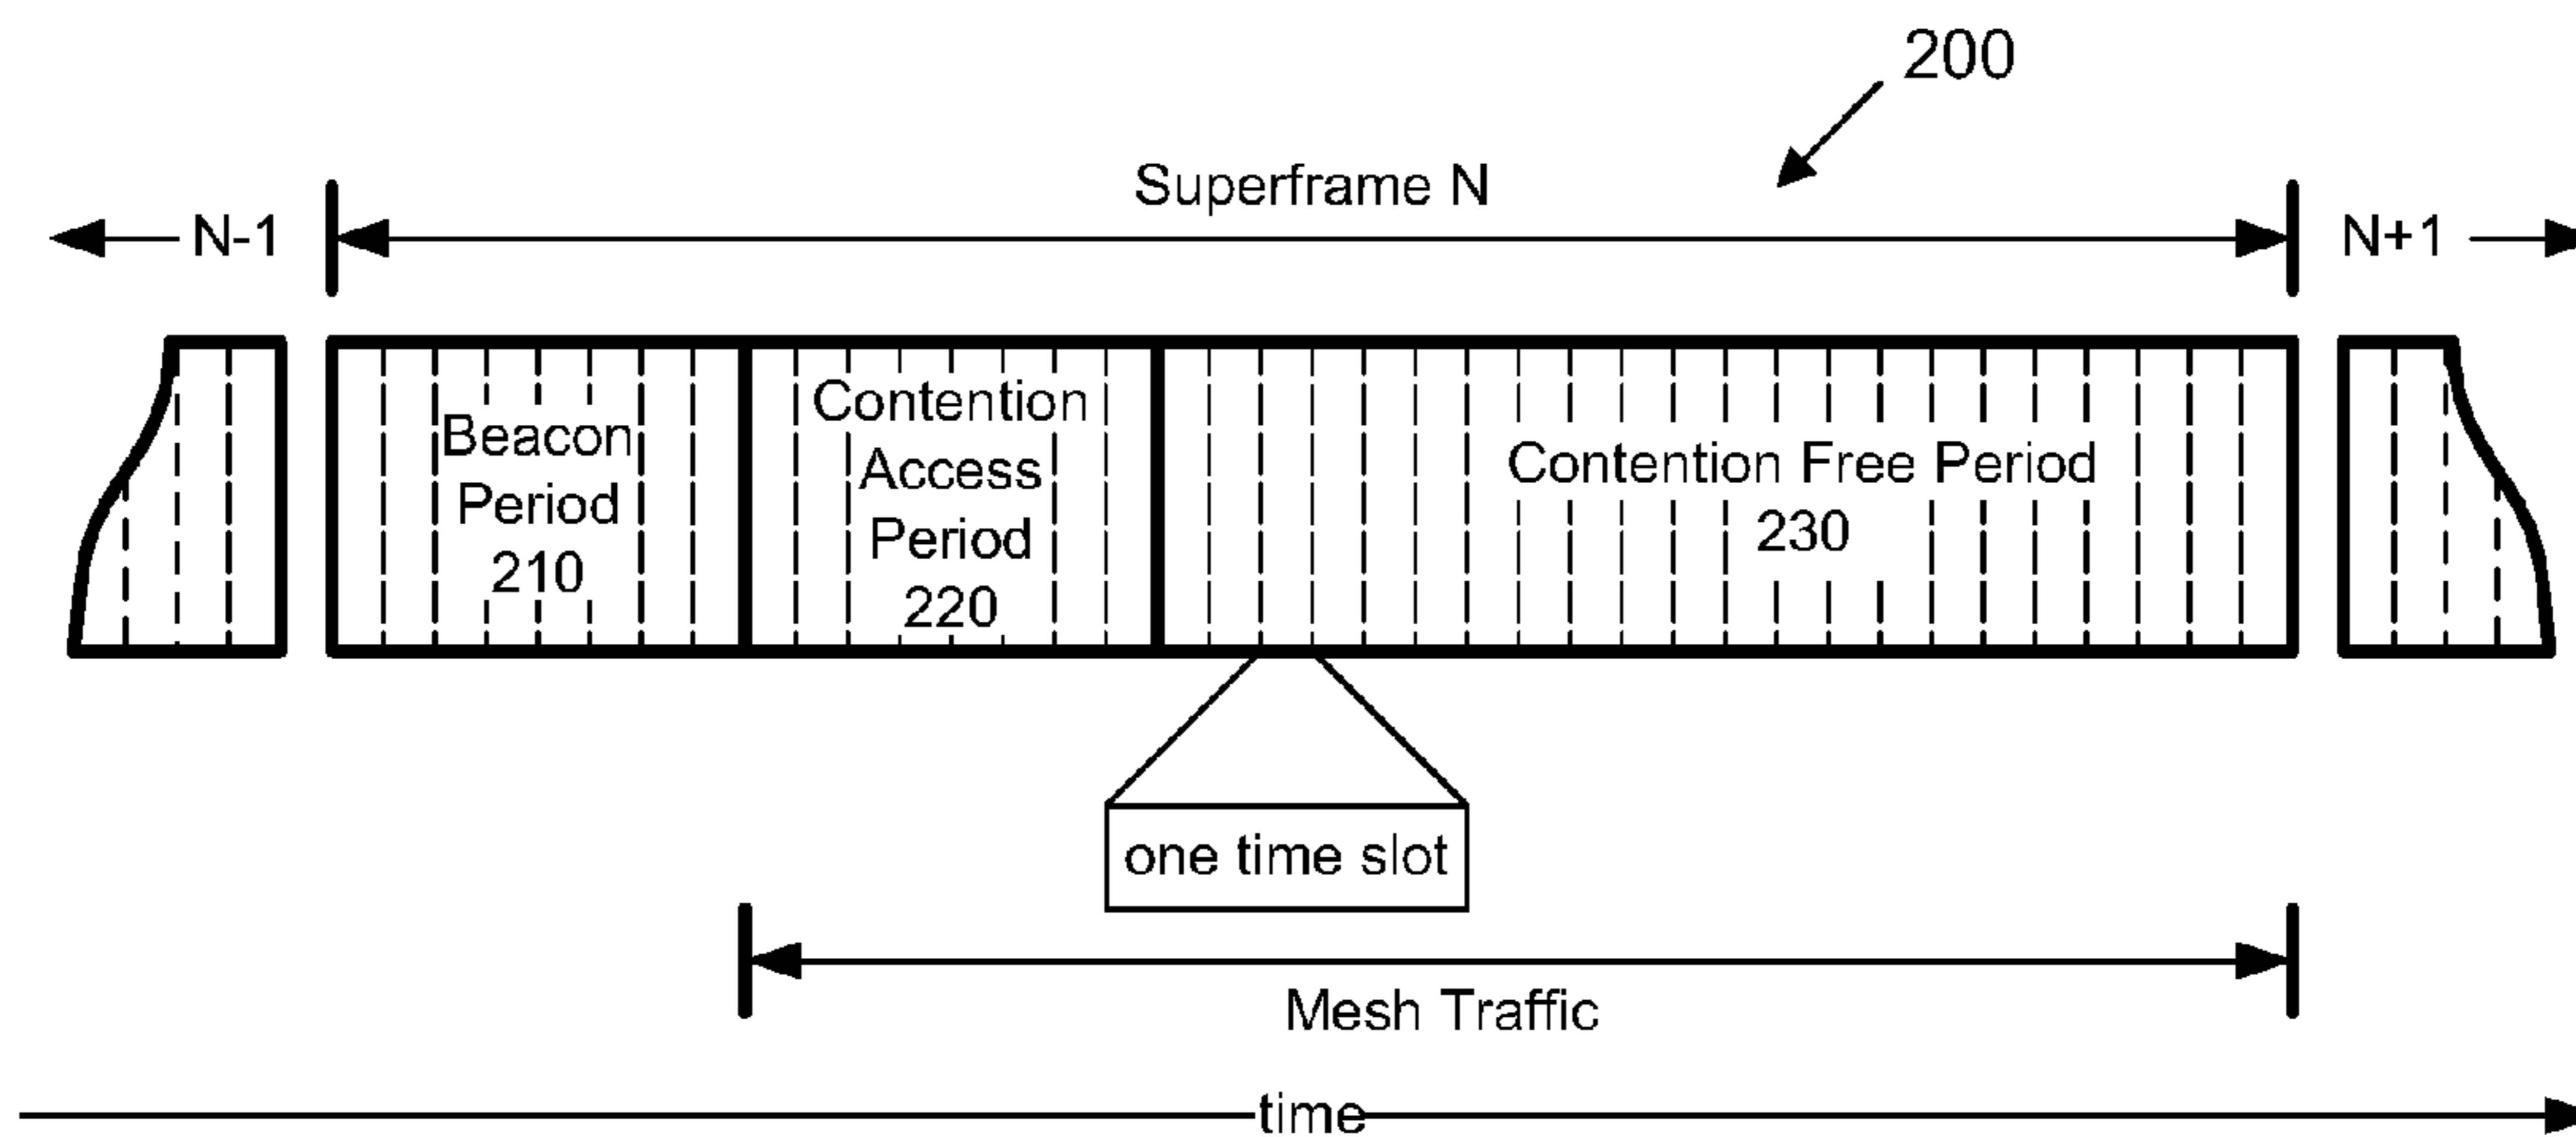 200
Superframe N
N-1
N+1
Beacon
Period
210
Contention
Access
Period
220
Contention Free Period
230
one time slot
Mesh Traffic
time